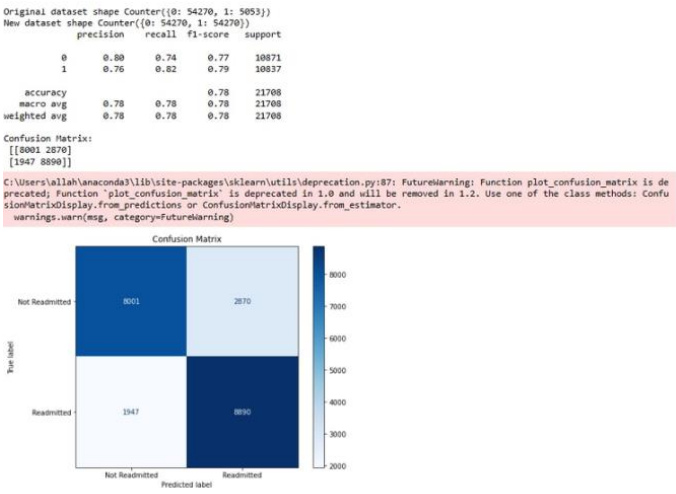 Original dataset shape Counter({0: 54270, 1: 5053})
New dataset shape Counter({0: 54270, 1: 54270})
precision recall f1-score support
0 0.80 0.74 0.77 10871
1 0.76 0.82 0.79 10837
accuracy 0.78 21708
macro avg 0.78 0.78 0.78 21708
weighted avg 0.78 0.78 0.78 21708
Confusion Matrix:
[[8001 2870]
[1947 8890]]
C:\Users\allah\anaconda3\lib\site-packages\sklearn\utils\deprecation.py:87: FutureWarning: Function plot_confusion_matrix is de
precated; Function `plot_confusion_matrix` is deprecated in 1.0 and will be removed in 1.2. Use one of the class methods: Confu
sionMatrixDisplay.from_predictions or ConfusionMatrixDisplay.from_estimator.
warnings.warn(msg, category=FutureWarning)
Confusion Matrix
Not Readmitted
8001
2870
Readmitted
1947
8890
True label
Not Readmitted
Readmitted
Predicted label
8000
7000
6000
5000
4000
3000
2000